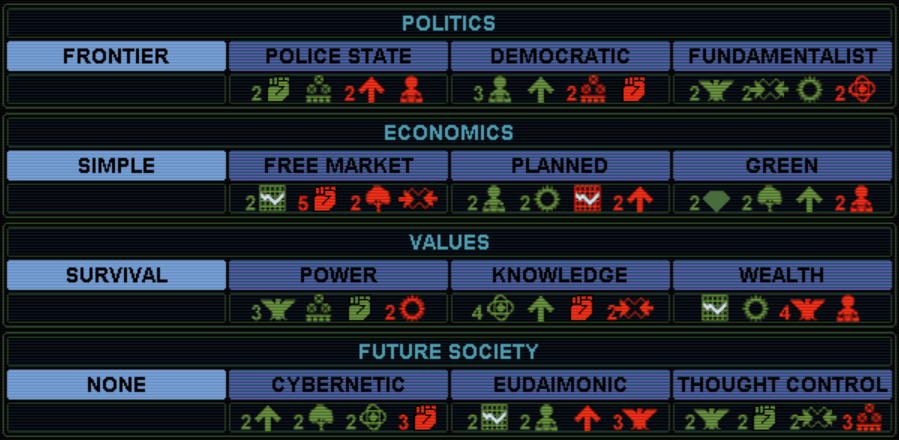 POLITICS
FRONTIER POLICE STATE DEMOCRATIC FUNDAMENTALIST
2 2 3 2 2 2 2
ECONOMICS
SIMPLE FREE MARKET PLANNED GREEN
2 5 2 2 2 2 2 2 2
VALUES
SURVIVAL POWER KNOWLEDGE WEALTH
3 2 4 2 4
FUTURE SOCIETY
NONE CYBERNETIC EUDAIMONIC THOUGHT CONTROL
2 2 2 3 2 2 3 2 2 2 3